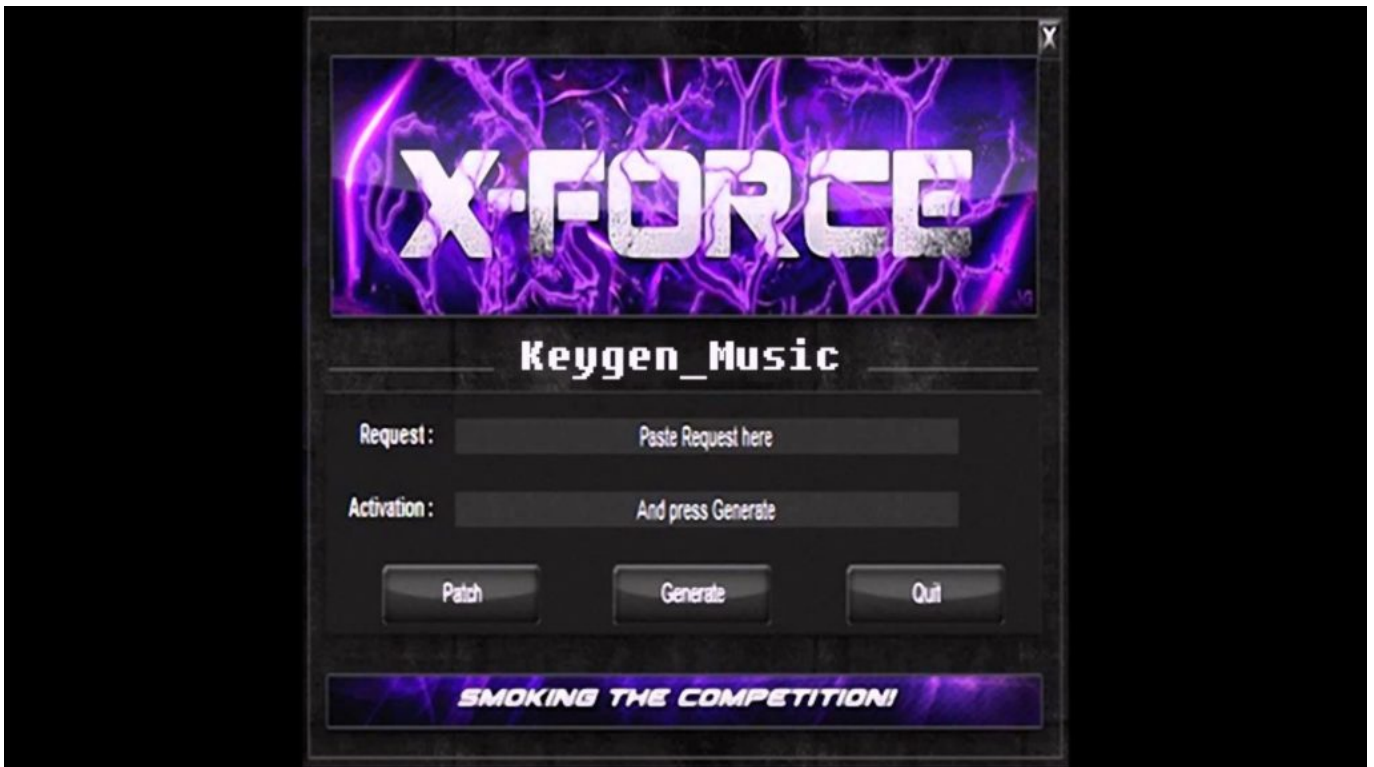 X
X-FORCE
Keygen_Music
Request: Paste Request here
Activation: And press Generate
Patch Generate Quit
SMOKING THE COMPETITION!